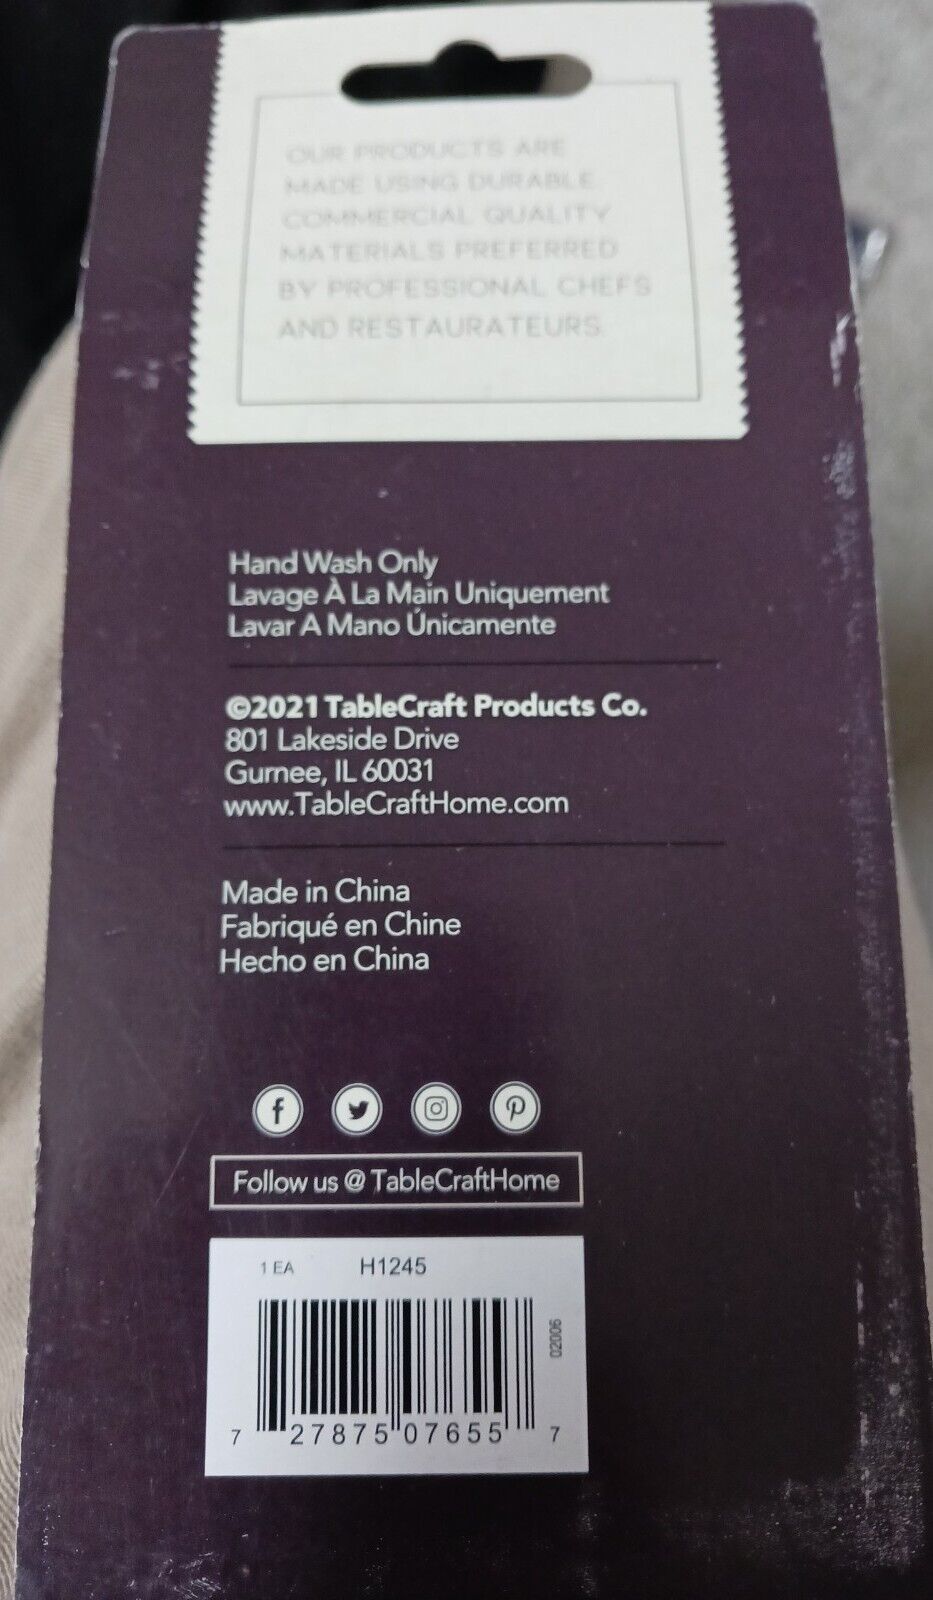 OUR PRODUCTS ARE
MADE USING DURABLE
COMMERCIAL QUALITY
MATERIALS PREFERRED
BY PROFESSIONAL CHEFS
AND RESTAURATEURS.
Hand Wash Only
Lavage À La Main Uniquement
Lavar A Mano Únicamente
©2021 TableCraft Products Co.
801 Lakeside Drive
Gurnee, IL 60031
www.TableCraftHome.com
Made in China
Fabriqué en Chine
Hecho en China
Follow us @ TableCraftHome
1 EA H1245
02006
7 27875 07655 7